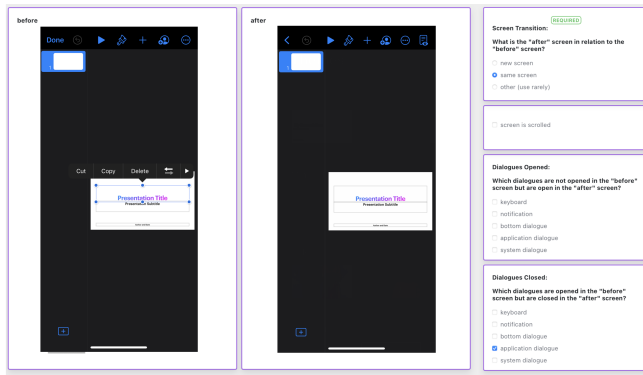 before
Done
1
Cut Copy Delete
Presentation Title
Presentation Subtitle
after
1
Presentation Title
Presentation Subtitle
REQUIRED
Screen Transition:
What is the "after" screen in relation to the
"before" screen?
new screen
same screen
other (use rarely)
screen is scrolled
Dialogues Opened:
Which dialogues are not opened in the "before"
screen but are open in the "after" screen?
keyboard
notification
bottom dialogue
application dialogue
system dialogue
Dialogues Closed:
Which dialogues are opened in the "before"
screen but are closed in the "after" screen?
keyboard
notification
bottom dialogue
application dialogue
system dialogue